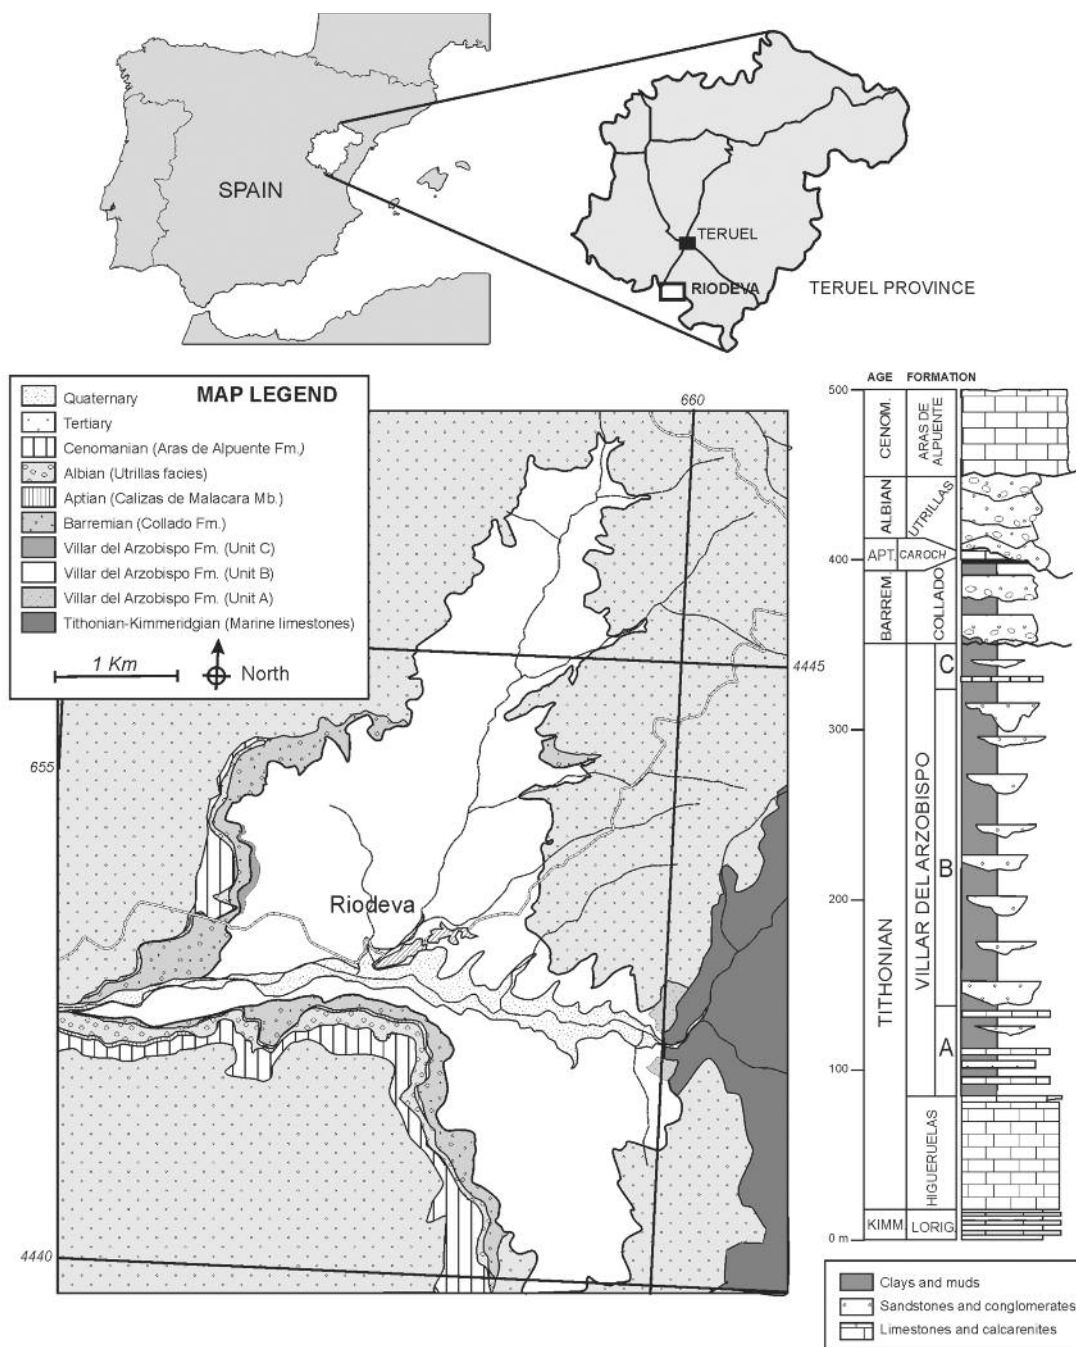 SPAIN
TERUEL
RIODEVA
TERUEL PROVINCE
MAP LEGEND
Quaternary
Tertiary
Cenomanian (Aras de Alpuente Fm.)
Albian (Utrillas facies)
Aptian (Calizas de Malacara Mb.)
Barremian (Collado Fm.)
Villar del Arzobispo Fm. (Unit C)
Villar del Arzobispo Fm. (Unit B)
Villar del Arzobispo Fm. (Unit A)
Tithonian-Kimmeridgian (Marine limestones)
1 Km
North
660
4445
655
Riodeva
4440
AGE FORMATION
500
400
300
200
100
0 m
CENOM.
ARAS DE
ALPUENTE
ALBIAN
UTRILLAS
APT.
CAROCH
BARREM.
COLLADO
TITHONIAN
VILLAR DEL ARZOBISPO
C
B
A
HIGUERUELAS
KIMM.
LORIG.
Clays and muds
Sandstones and conglomerates
Limestones and calcarenites